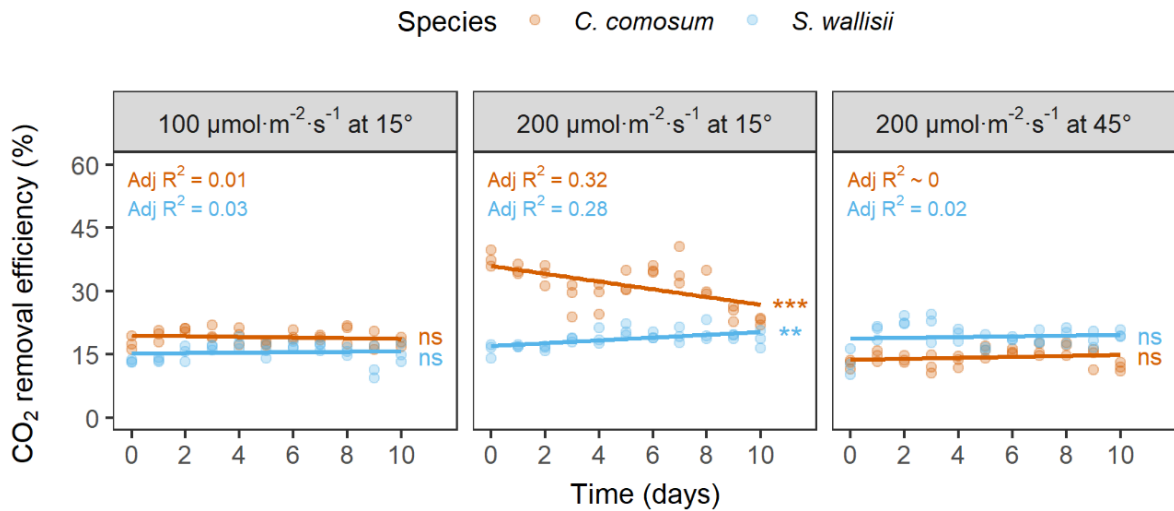 Species C. comosum S. wallisii
100 µmol·m⁻²·s⁻¹ at 15° 200 µmol·m⁻²·s⁻¹ at 15° 200 µmol·m⁻²·s⁻¹ at 45°
CO₂ removal efficiency (%)
60
45
30
15
0
Adj R² = 0.01
Adj R² = 0.03
ns
ns
Adj R² = 0.32
Adj R² = 0.28
***
**
Adj R² ~ 0
Adj R² = 0.02
ns
ns
0 2 4 6 8 10 0 2 4 6 8 10 0 2 4 6 8 10
Time (days)